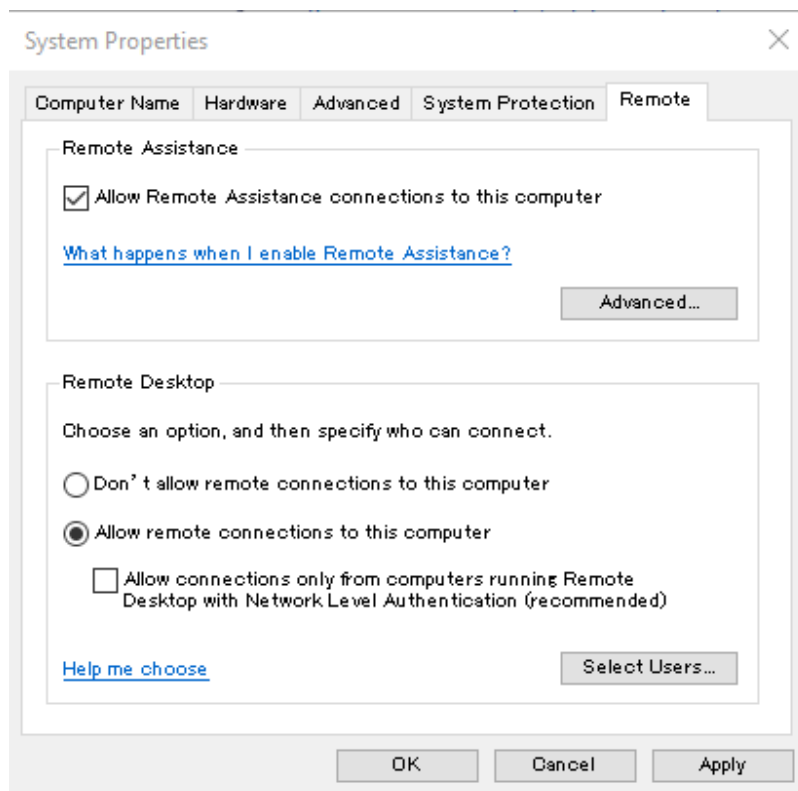 System Properties
Computer Name Hardware Advanced System Protection Remote
Remote Assistance
Allow Remote Assistance connections to this computer
What happens when I enable Remote Assistance?
Advanced...
Remote Desktop
Choose an option, and then specify who can connect.
Don't allow remote connections to this computer
Allow remote connections to this computer
Allow connections only from computers running Remote
Desktop with Network Level Authentication (recommended)
Help me choose
Select Users...
OK Cancel Apply